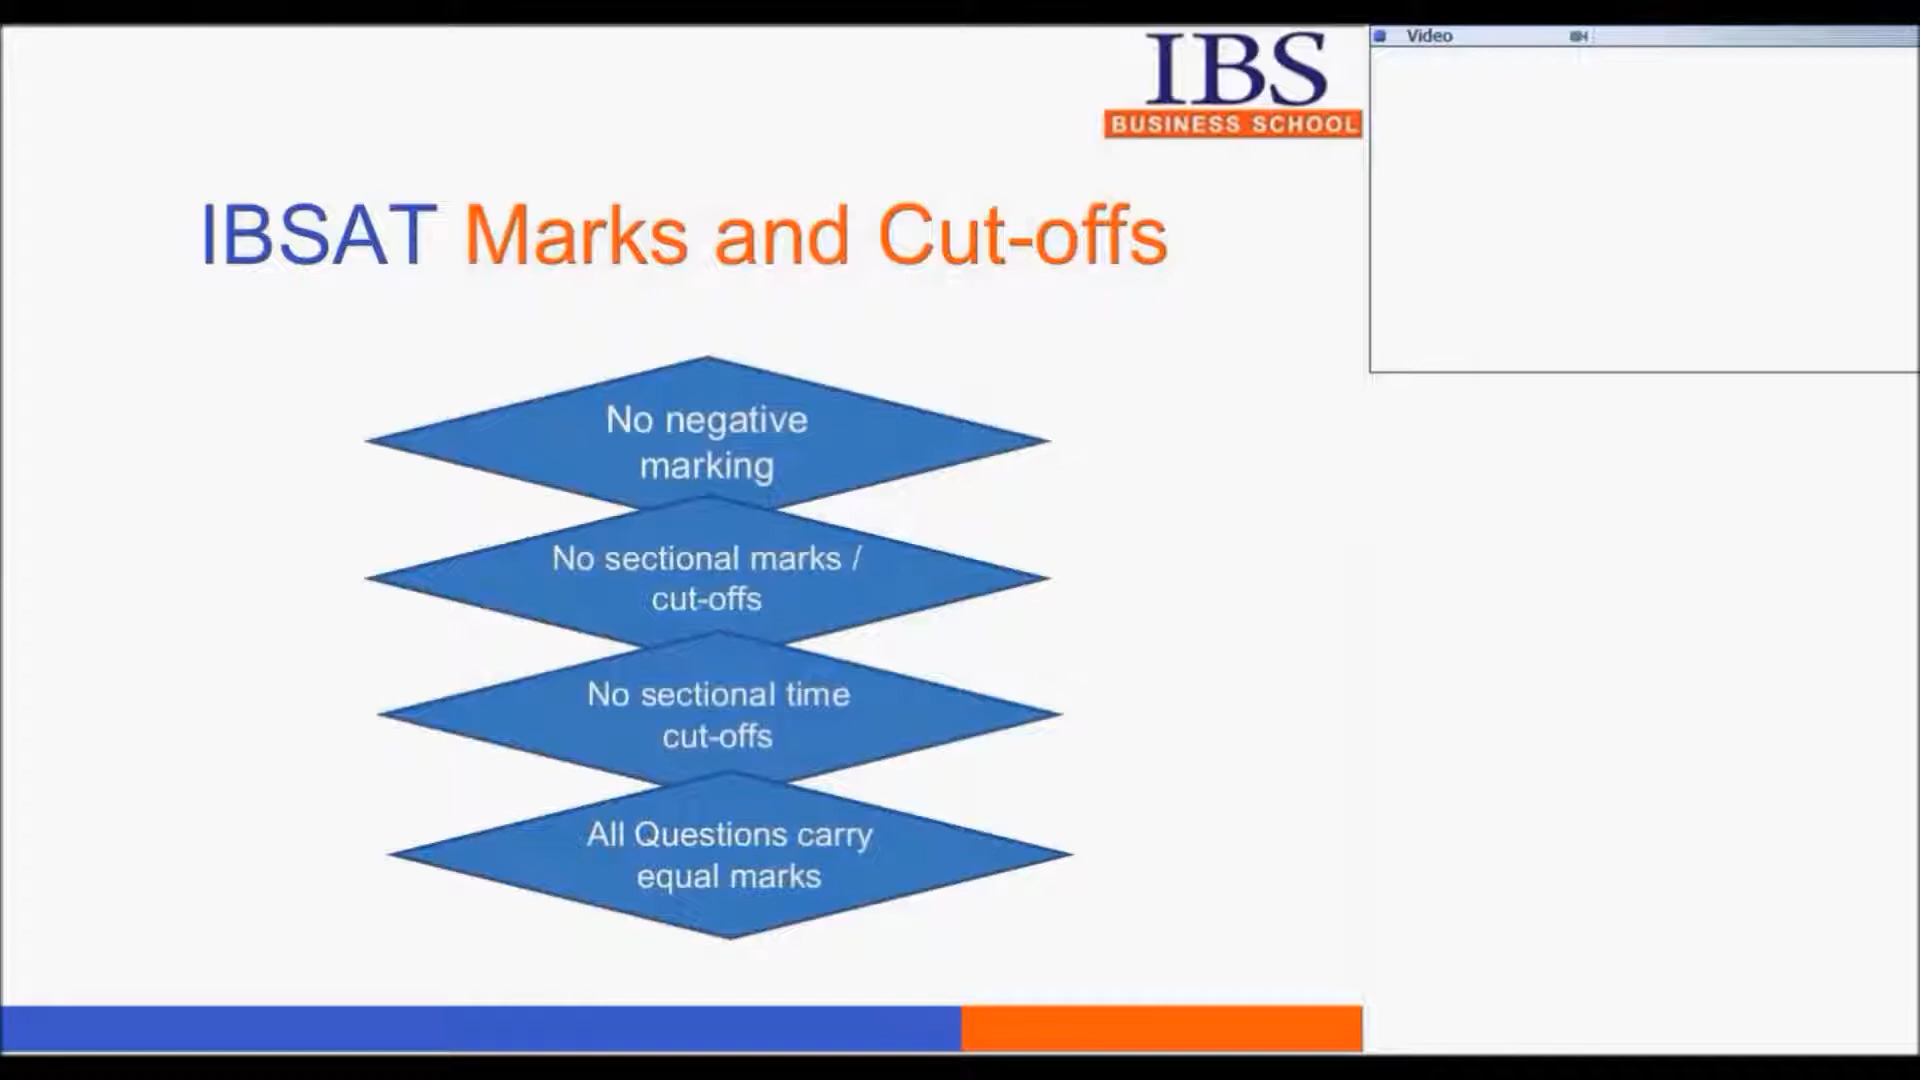 IBS
BUSINESS SCHOOL
Video
IBSAT Marks and Cut-offs
No negative
marking
No sectional marks /
cut-offs
No sectional time
cut-offs
All Questions carry
equal marks